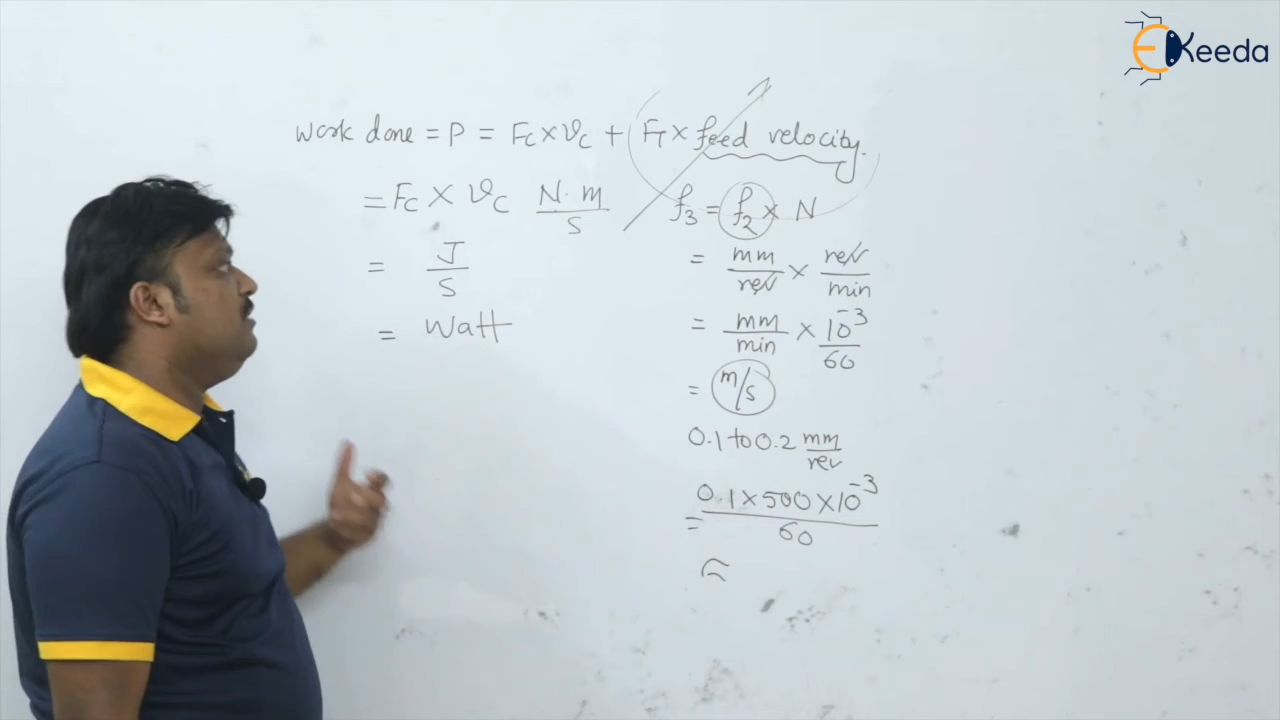 EKeeda
work done = P = Fc × vc + FT × feed velocity.
= Fc × vc N·m/s
f3 = f2 × N
= J/s
= mm/rev × rev/min
= Watt
= mm/min × 10⁻³/60
= m/s
0.1 to 0.2 mm/rev
= 0.1 × 500 × 10⁻³/60